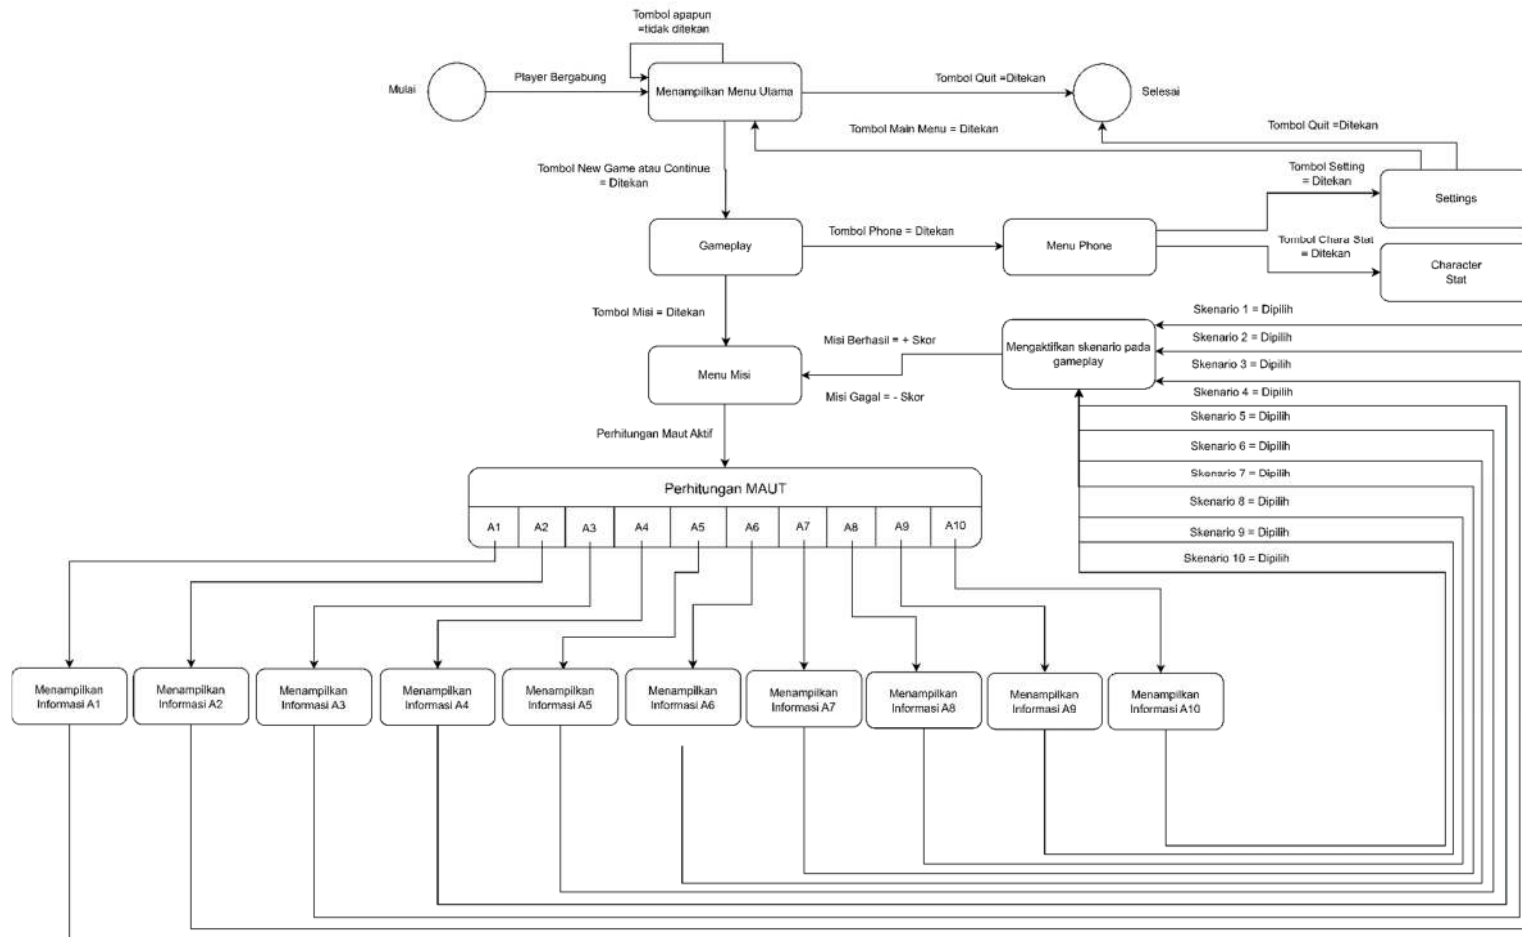 Tombol apapun
=tidak ditekan
Mulai
Player Bergabung
Menampilkan Menu Utama
Tombol Quit =Ditekan
Selesai
Tombol Main Menu = Ditekan
Tombol Quit =Ditekan
Tombol New Game atau Continue
= Ditekan
Tombol Setting
= Ditekan
Settings
Gameplay
Tombol Phone = Ditekan
Menu Phone
Tombol Chara Stat
= Ditekan
Character
Stat
Tombol Misi = Ditekan
Skenario 1 = Dipilih
Misi Berhasil = + Skor
Mengaktifkan skenario pada
gameplay
Skenario 2 = Dipilih
Skenario 3 = Dipilih
Menu Misi
Misi Gagal = - Skor
Skenario 4 = Dipilih
Skenario 5 = Dipilih
Perhitungan Maut Aktif
Skenario 6 = Dipilih
Skenario 7 = Dipilih
Perhitungan MAUT
Skenario 8 = Dipilih
A1 A2 A3 A4 A5 A6 A7 A8 A9 A10
Skenario 9 = Dipilih
Skenario 10 = Dipilih
Menampilkan
Informasi A1
Menampilkan
Informasi A2
Menampilkan
Informasi A3
Menampilkan
Informasi A4
Menampilkan
Informasi A5
Menampilkan
Informasi A6
Menampilkan
Informasi A7
Menampilkan
Informasi A8
Menampilkan
Informasi A9
Menampilkan
Informasi A10